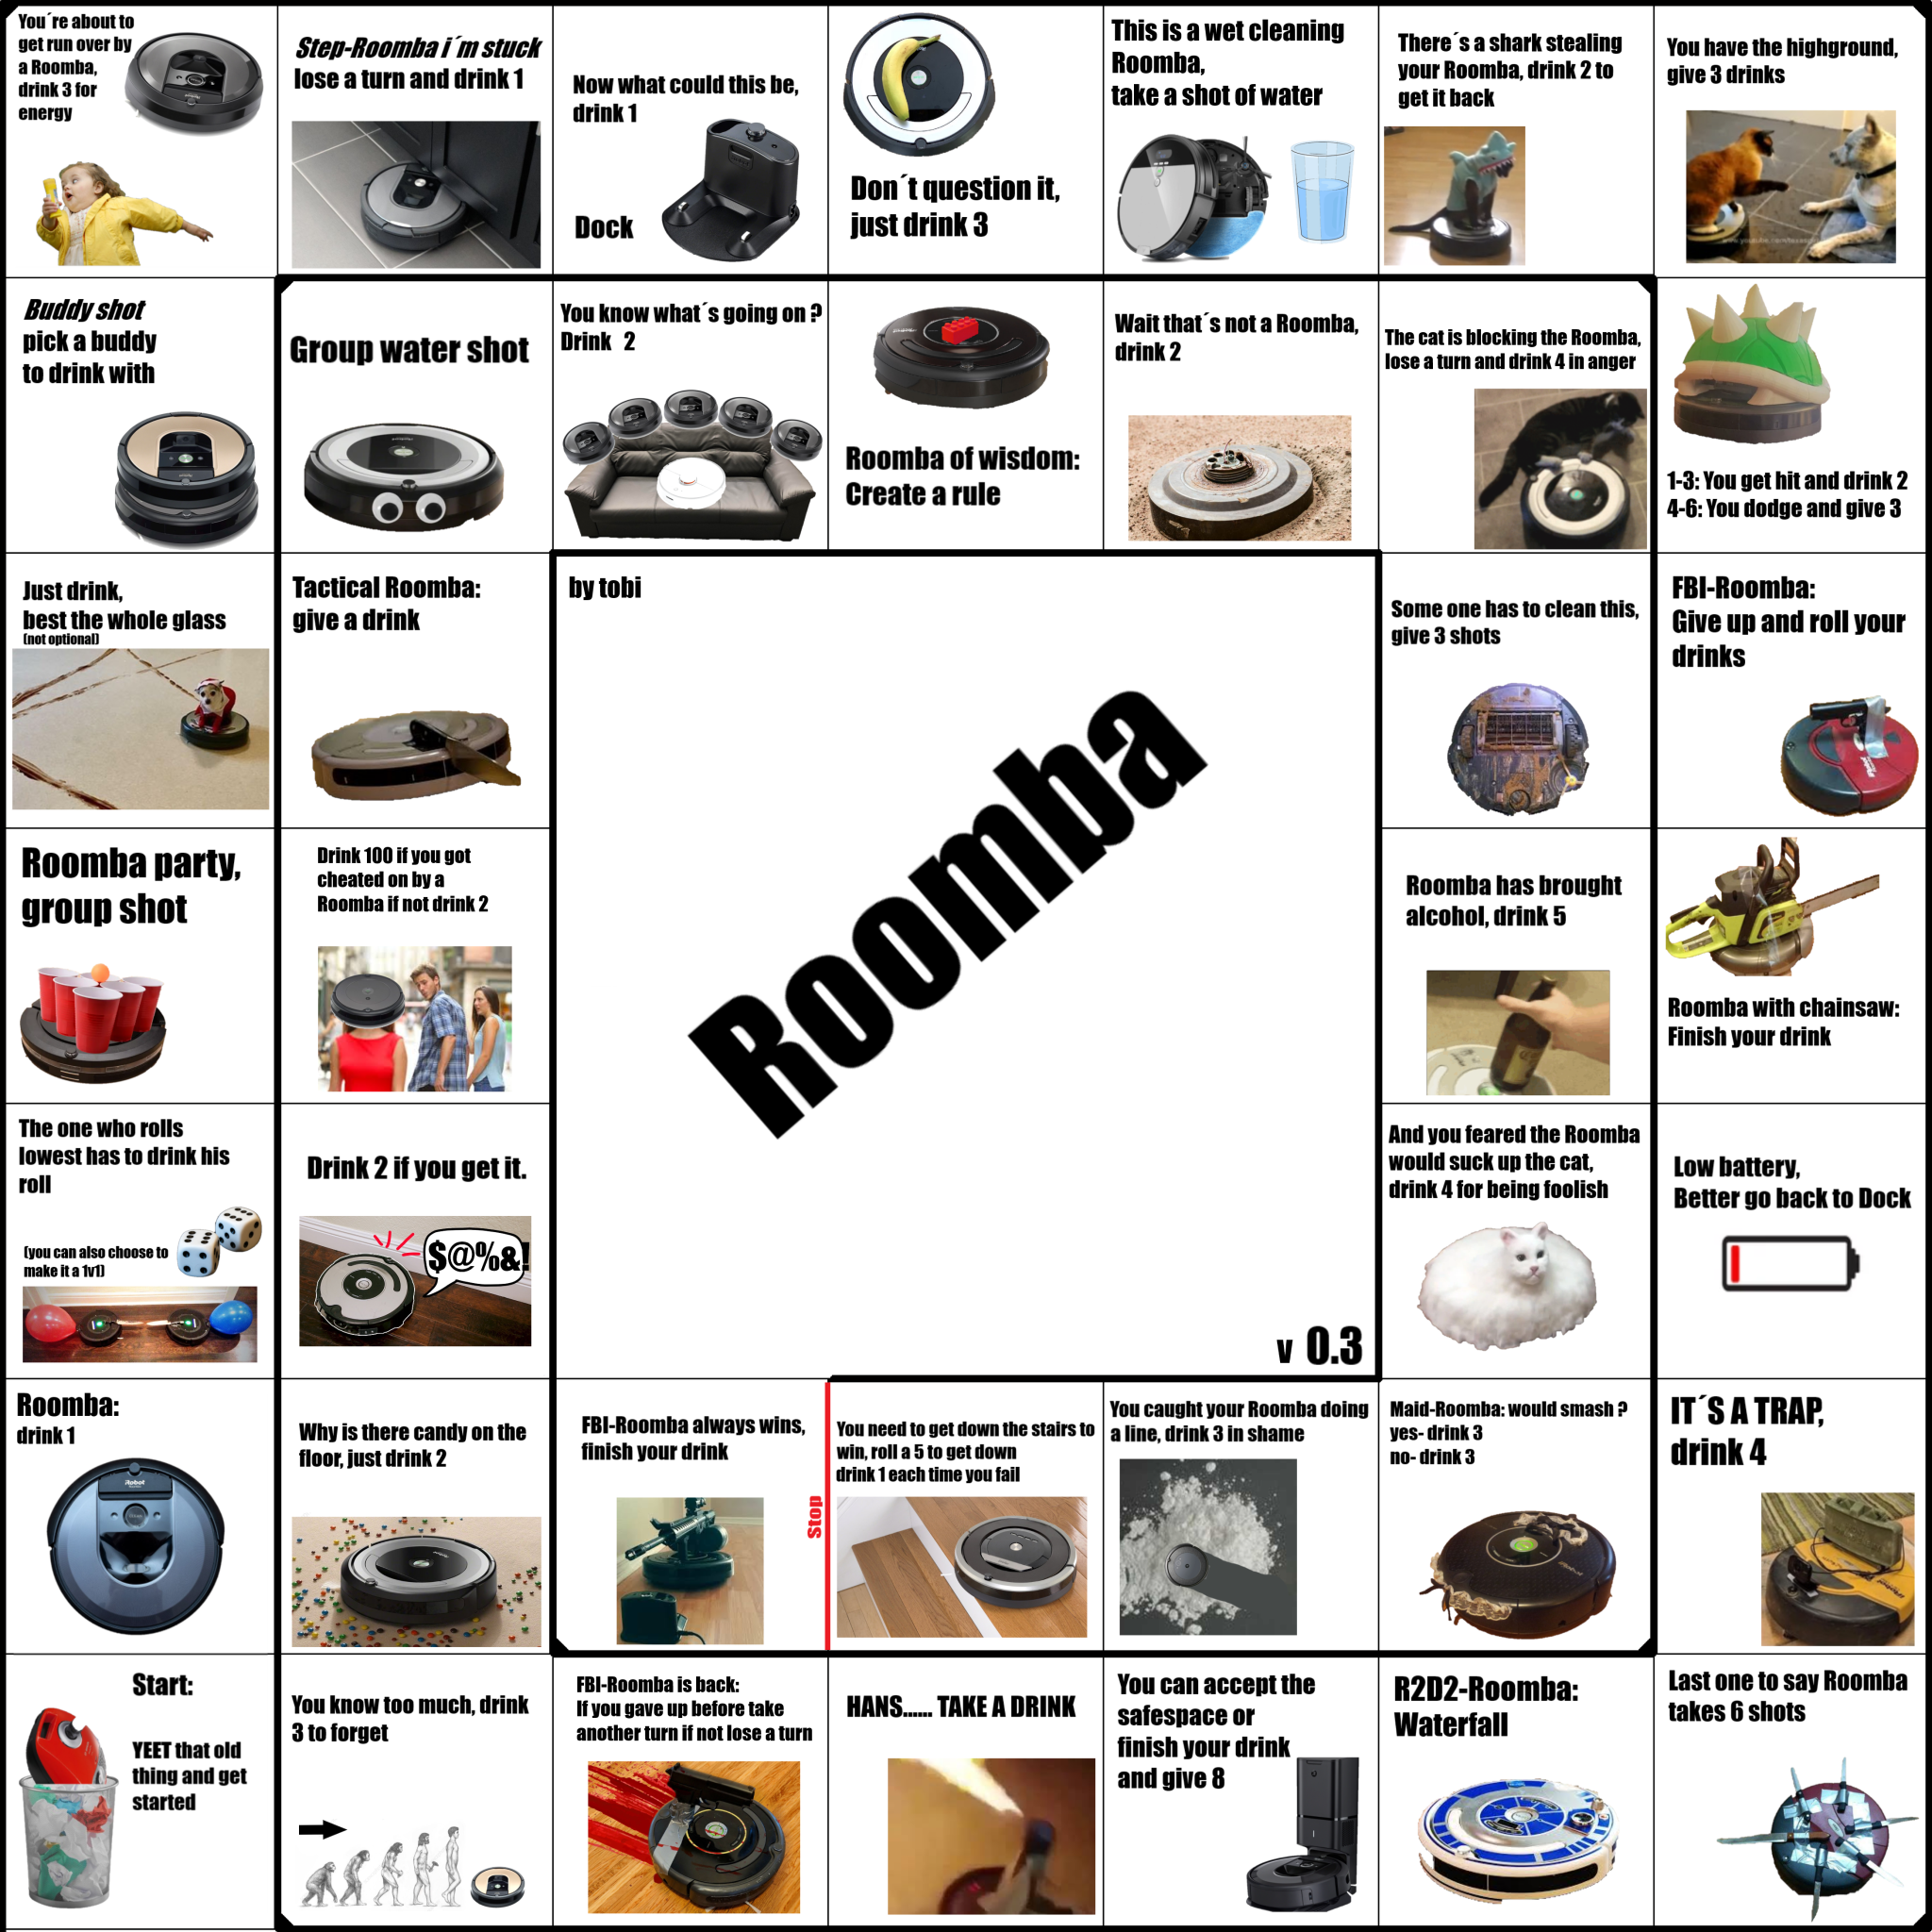 You´re about to
get run over by
a Roomba,
drink 3 for
energy
Step-Roomba i´m stuck
lose a turn and drink 1
Now what could this be,
drink 1
Dock
Don´t question it,
just drink 3
This is a wet cleaning
Roomba,
take a shot of water
There´s a shark stealing
your Roomba, drink 2 to
get it back
You have the highground,
give 3 drinks
Buddy shot
pick a buddy
to drink with
Group water shot
You know what´s going on ?
Drink 2
Roomba of wisdom:
Create a rule
Wait that´s not a Roomba,
drink 2
The cat is blocking the Roomba,
lose a turn and drink 4 in anger
1-3: You get hit and drink 2
4-6: You dodge and give 3
Just drink,
best the whole glass
(not optional)
Tactical Roomba:
give a drink
by tobi
Roomba
v 0.3
Some one has to clean this,
give 3 shots
FBI-Roomba:
Give up and roll your
drinks
Roomba party,
group shot
Drink 100 if you got
cheated on by a
Roomba if not drink 2
Roomba has brought
alcohol, drink 5
Roomba with chainsaw:
Finish your drink
The one who rolls
lowest has to drink his
roll
(you can also choose to
make it a 1v1)
Drink 2 if you get it.
$@%&!
And you feared the Roomba
would suck up the cat,
drink 4 for being foolish
Low battery,
Better go back to Dock
Roomba:
drink 1
iRobot
Why is there candy on the
floor, just drink 2
FBI-Roomba always wins,
finish your drink
Stop
You need to get down the stairs to
win, roll a 5 to get down
drink 1 each time you fail
You caught your Roomba doing
a line, drink 3 in shame
Maid-Roomba: would smash ?
yes- drink 3
no- drink 3
IT´S A TRAP,
drink 4
Start:
YEET that old
thing and get
started
You know too much, drink
3 to forget
FBI-Roomba is back:
If you gave up before take
another turn if not lose a turn
HANS...... TAKE A DRINK
You can accept the
safespace or
finish your drink
and give 8
R2D2-Roomba:
Waterfall
Last one to say Roomba
takes 6 shots